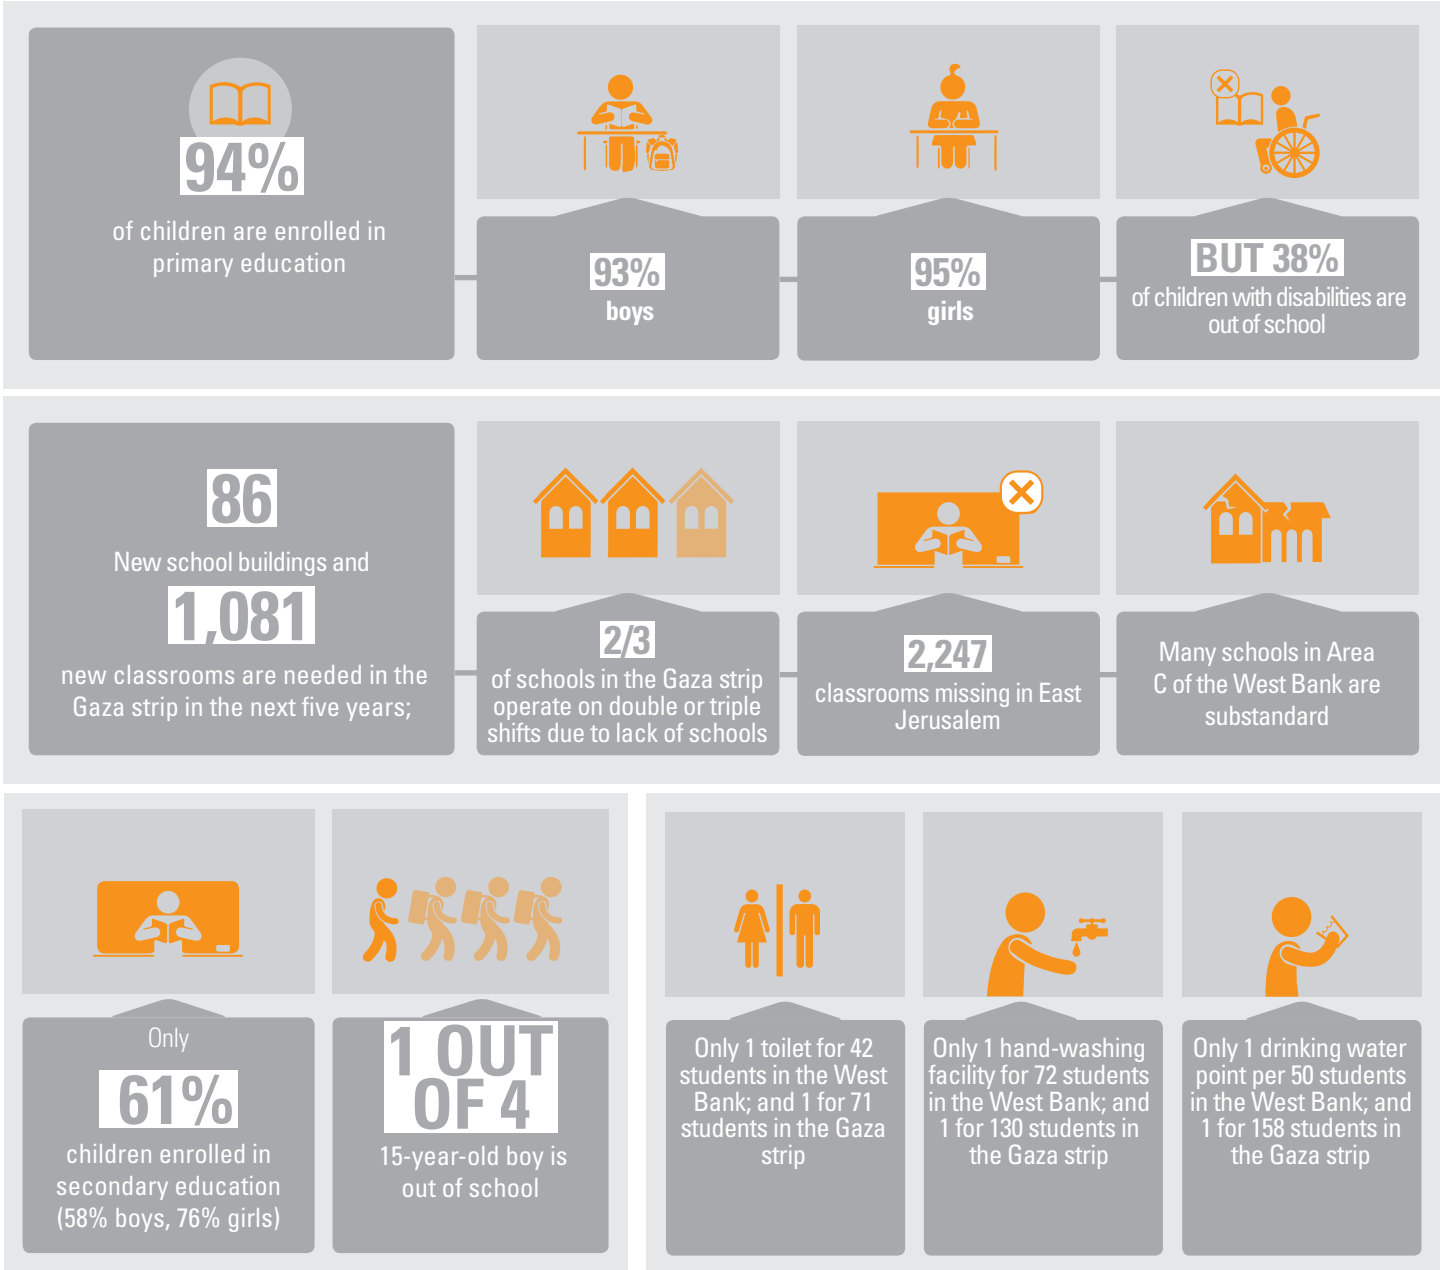 94%
of children are enrolled in
primary education
93%
boys
95%
girls
BUT 38%
of children with disabilities are
out of school
86
New school buildings and
1,081
new classrooms are needed in the
Gaza strip in the next five years;
2/3
of schools in the Gaza strip
operate on double or triple
shifts due to lack of schools
2,247
classrooms missing in East
Jerusalem
Many schools in Area
C of the West Bank are
substandard
Only
61%
children enrolled in
secondary education
(58% boys, 76% girls)
1 OUT
OF 4
15-year-old boy is
out of school
Only 1 toilet for 42
students in the West
Bank; and 1 for 71
students in the Gaza
strip
Only 1 hand-washing
facility for 72 students
in the West Bank; and
1 for 130 students in
the Gaza strip
Only 1 drinking water
point per 50 students
in the West Bank; and
1 for 158 students in
the Gaza strip